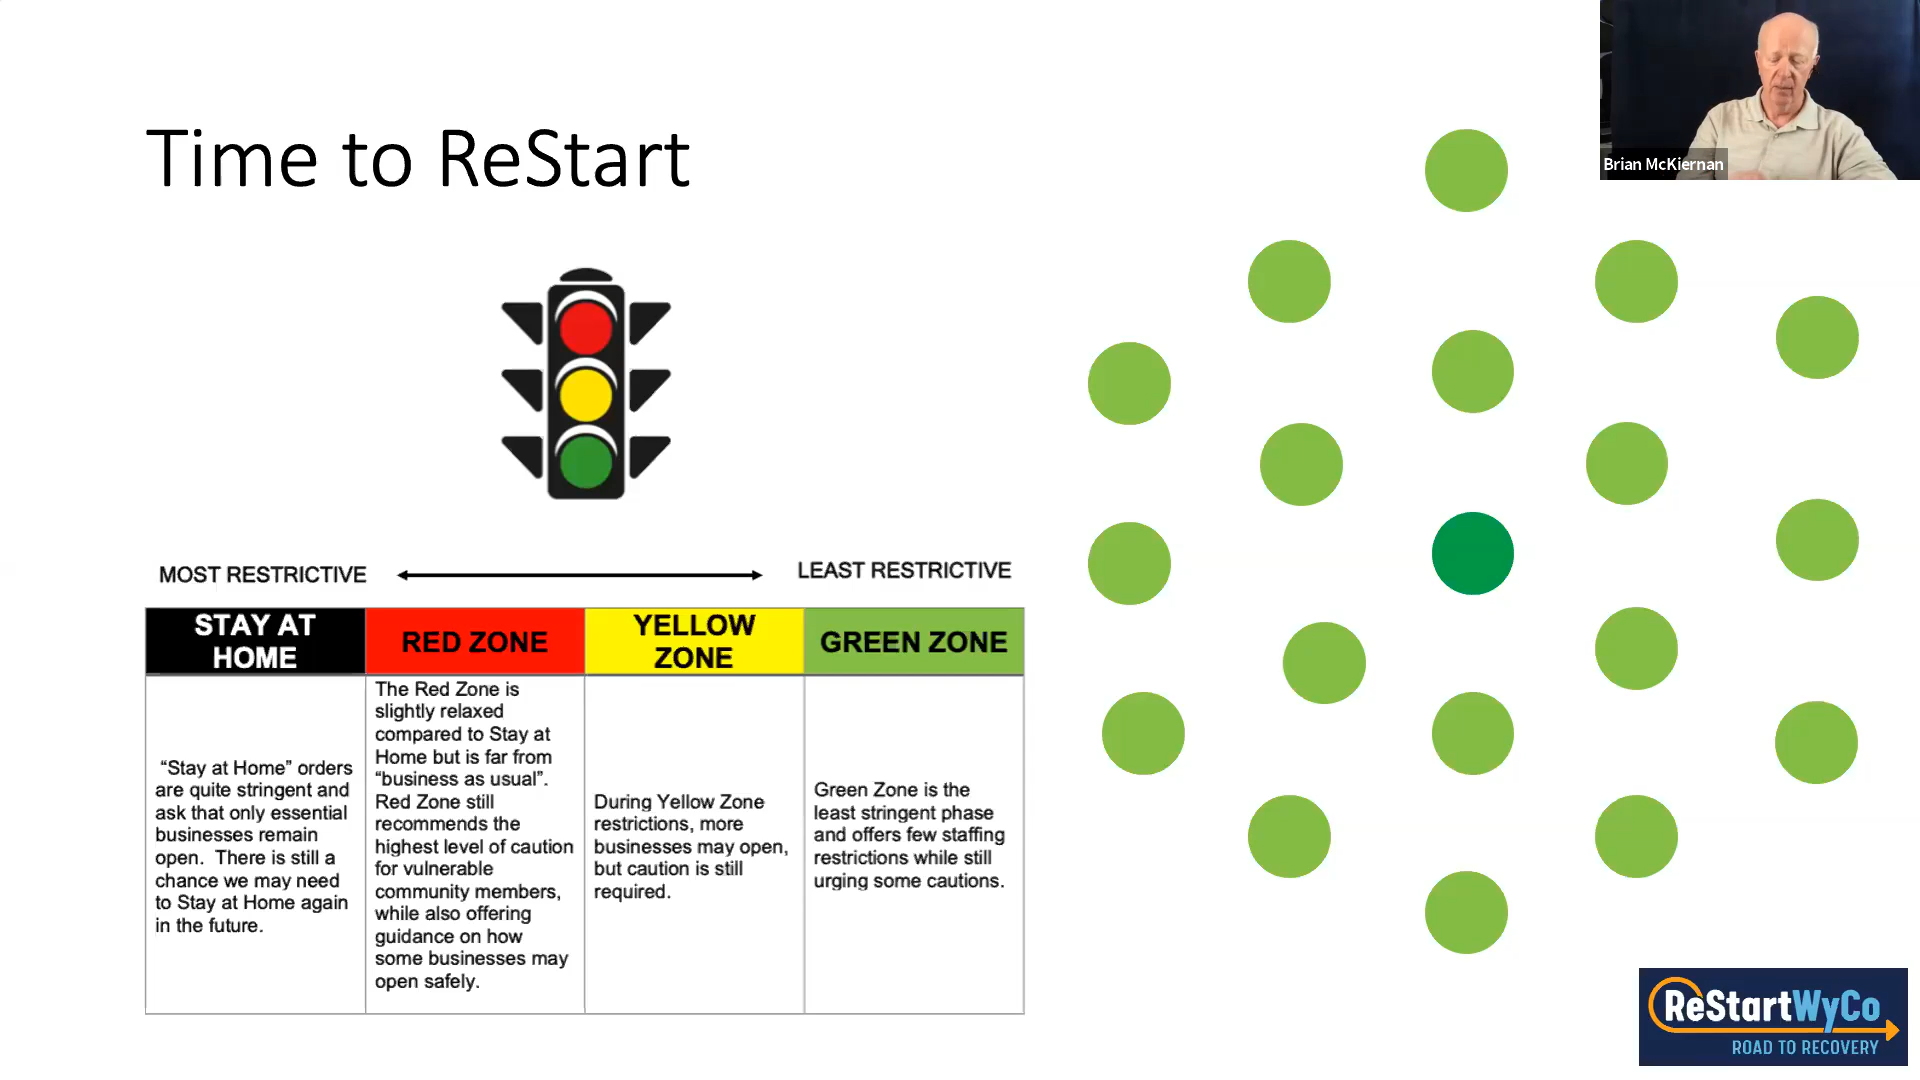 Brian McKiernan
Time to ReStart
MOST RESTRICTIVE
LEAST RESTRICTIVE
STAY AT
HOME
RED ZONE
YELLOW
ZONE
GREEN ZONE
“Stay at Home” orders
are quite stringent and
ask that only essential
businesses remain
open.  There is still a
chance we may need
to Stay at Home again
in the future.
The Red Zone is
slightly relaxed
compared to Stay at
Home but is far from
“business as usual”.
Red Zone still
recommends the
highest level of caution
for vulnerable
community members,
while also offering
guidance on how
some businesses may
open safely.
During Yellow Zone
restrictions, more
businesses may open,
but caution is still
required.
Green Zone is the
least stringent phase
and offers few staffing
restrictions while still
urging some cautions.
ReStartWyCo
ROAD TO RECOVERY